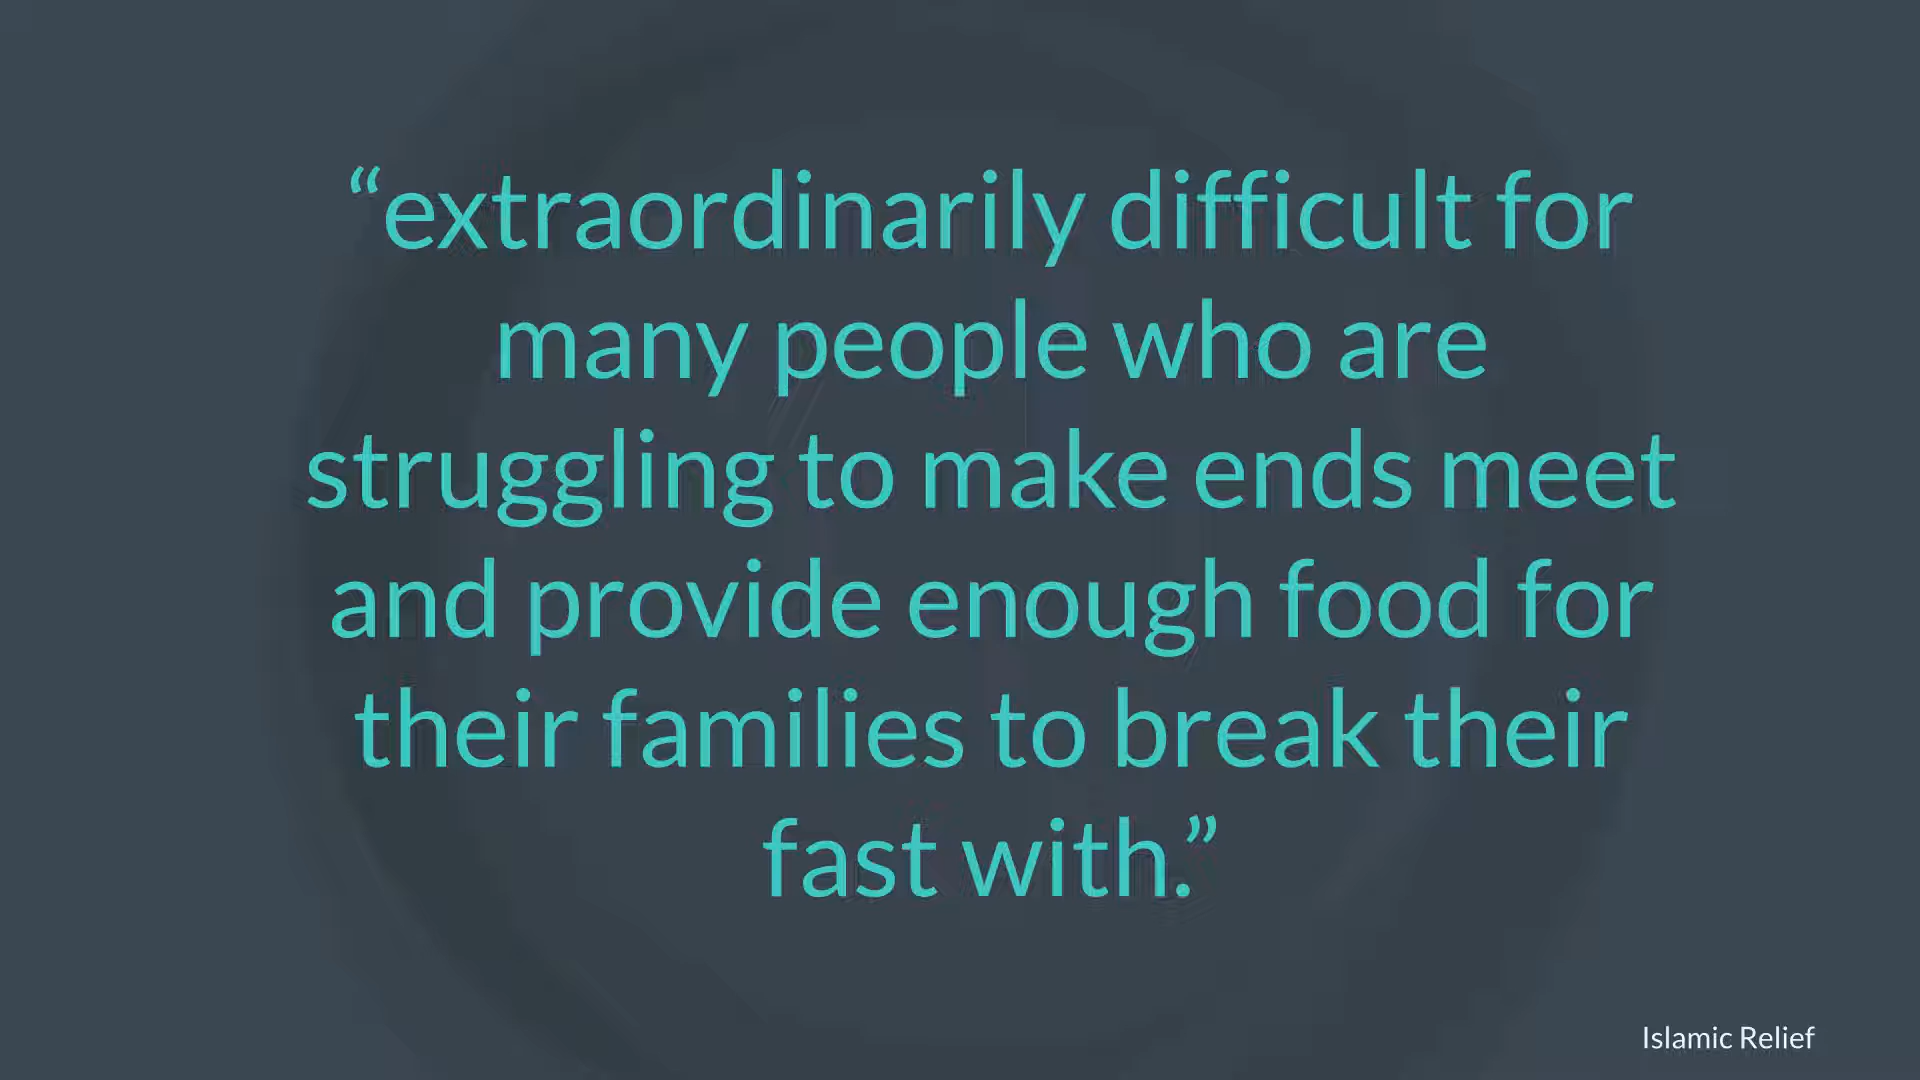 “extraordinarily difficult for
many people who are
struggling to make ends meet
and provide enough food for
their families to break their
fast with.”
Islamic Relief